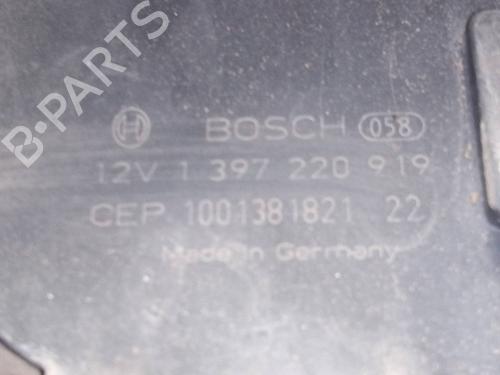 B-PARTS
BOSCH 058
12V 1 397 220 919
CEP 1001381821 22
Made in Germany